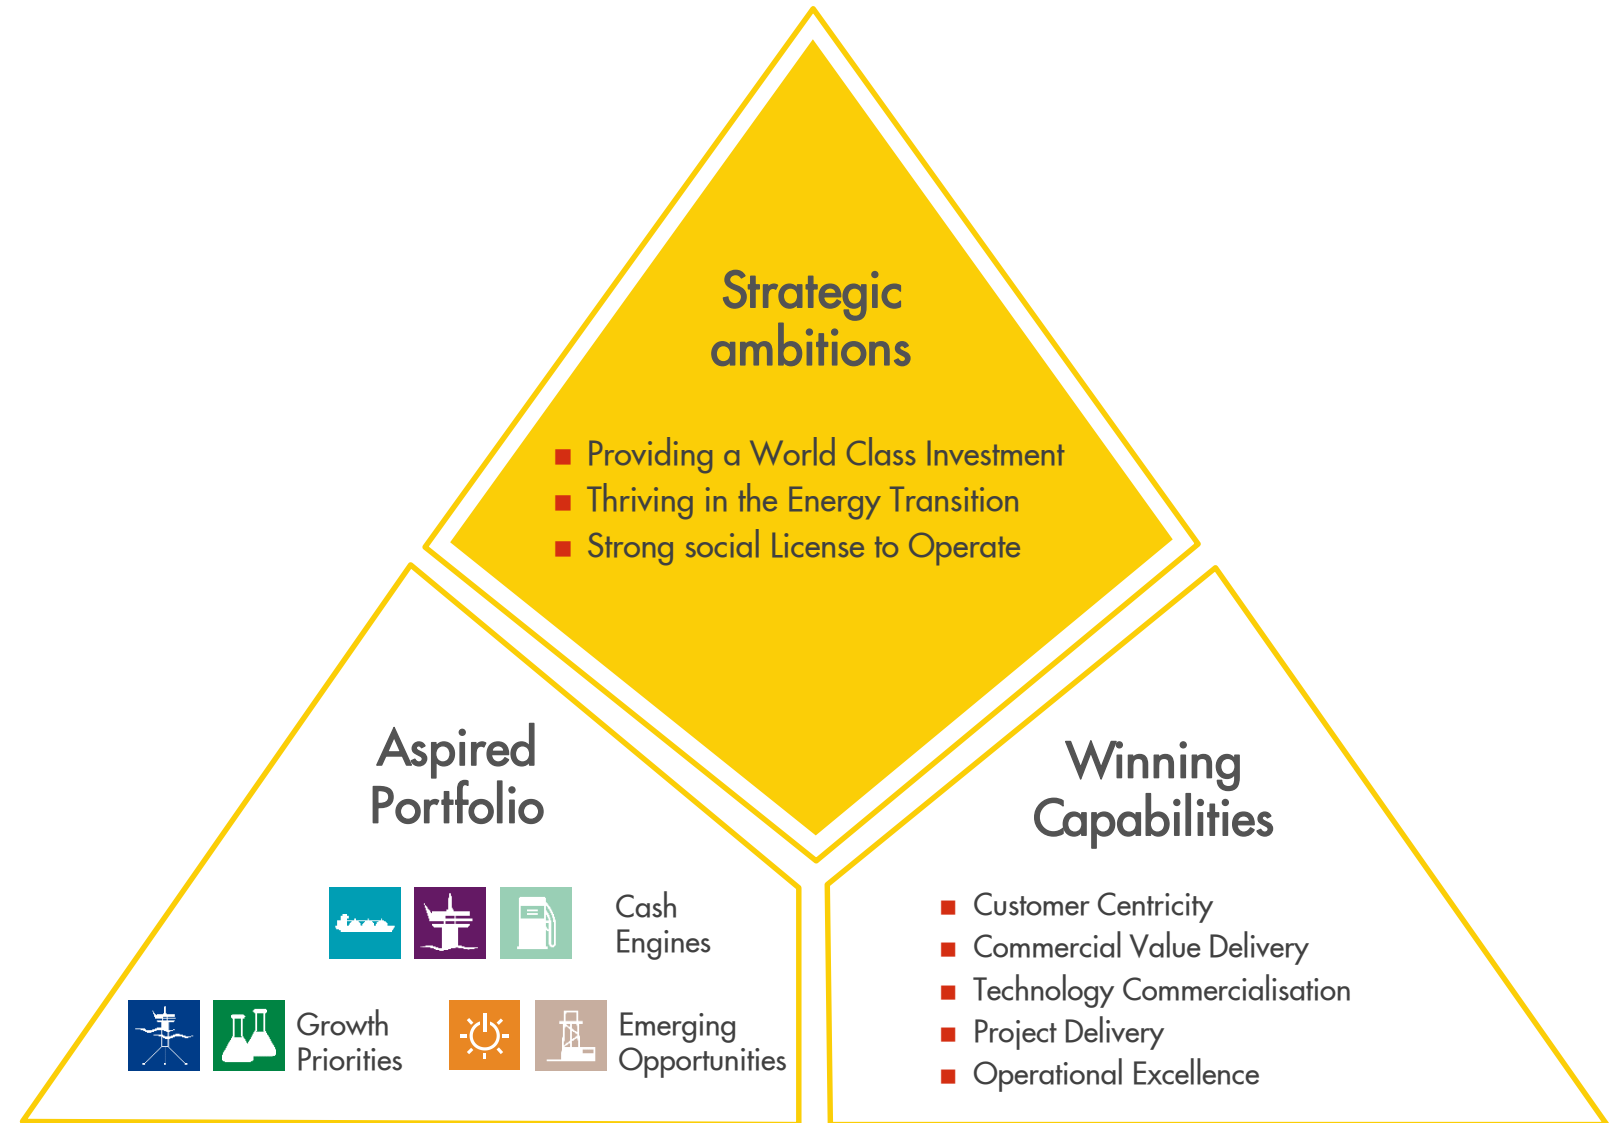 Strategic
ambitions
Providing a World Class Investment
Thriving in the Energy Transition
Strong social License to Operate
Aspired
Portfolio
Cash
Engines
Growth
Priorities
Emerging
Opportunities
Winning
Capabilities
Customer Centricity
Commercial Value Delivery
Technology Commercialisation
Project Delivery
Operational Excellence